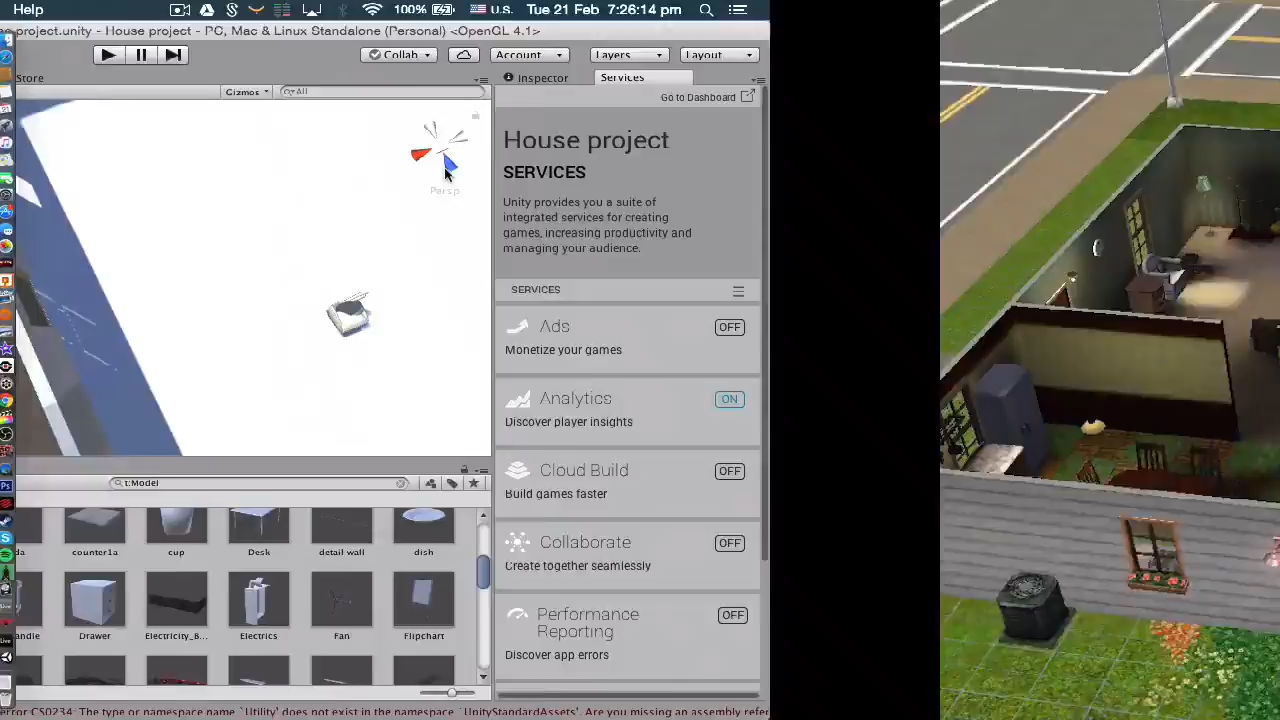 Help 100% U.S. Tue 21 Feb 7:26:14 pm
project.unity - House project - PC, Mac & Linux Standalone (Personal) <OpenGL 4.1>
Collab Account Layers Layout
Store Inspector Services
Gizmos All
Go to Dashboard
Persp
House project
SERVICES
Unity provides you a suite of
integrated services for creating
games, increasing productivity and
managing your audience.
SERVICES
Ads OFF
Monetize your games
Analytics ON
Discover player insights
Cloud Build OFF
Build games faster
Collaborate OFF
Create together seamlessly
Performance
Reporting OFF
Discover app errors
t:Model
counter1a cup Desk detail wall dish
Drawer Electricity_B... Electrics Fan Flipchart
error CS0234: The type or namespace name `Utility' does not exist in the namespace `UnityStandardAssets'. Are you missing an assembly refer